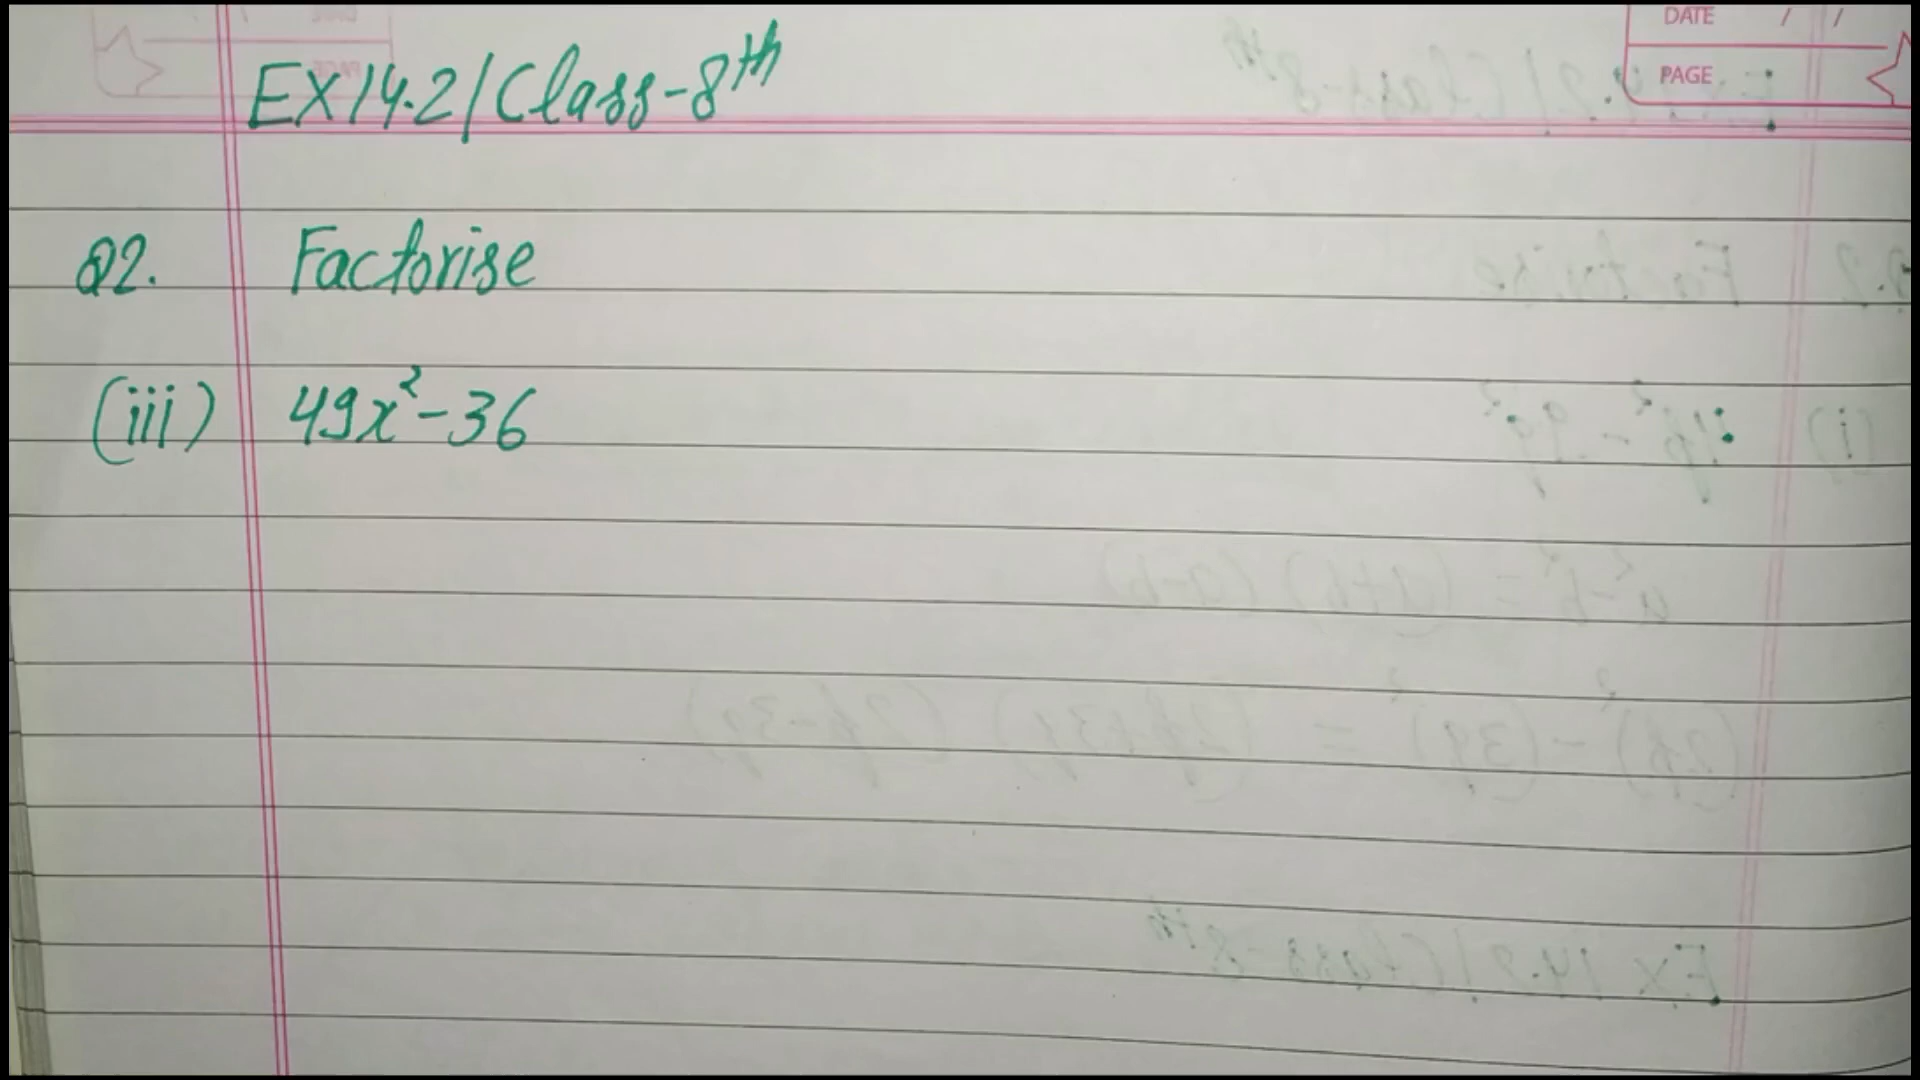 DATE / /
PAGE
EX14.2/Class-8th
Q2. Factorise
(iii) 49x²-36